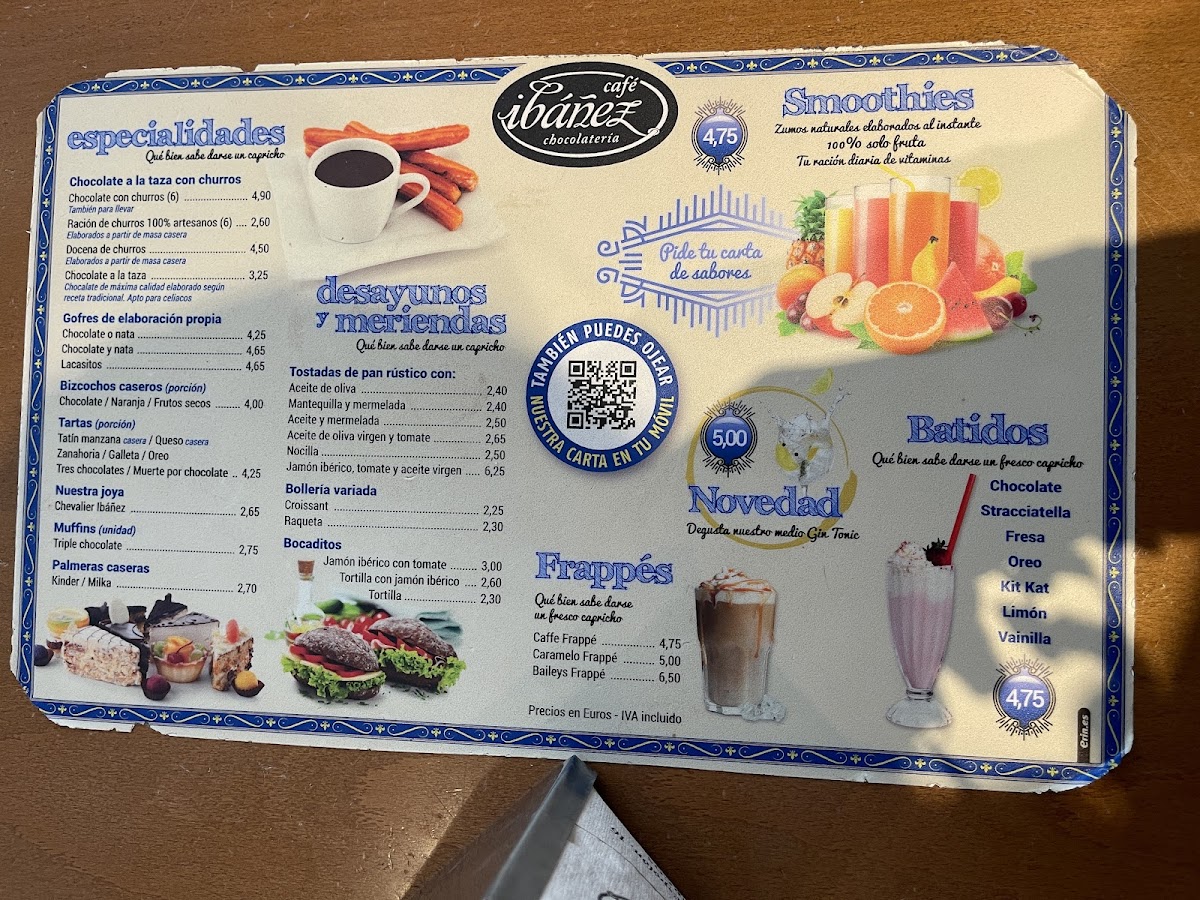 café
ibáñez
chocolatería
especialidades
Qué bien sabe darse un capricho
Chocolate a la taza con churros
Chocolate con churros (6) .................... 4,90
También para llevar
Ración de churros 100% artesanos (6) .... 2,60
Elaborados a partir de masa casera
Docena de churros ............................. 4,50
Elaborados a partir de masa casera
Chocolate a la taza ............................ 3,25
Chocalate de máxima calidad elaborado según
receta tradicional. Apto para celíacos
Gofres de elaboración propia
Chocolate o nata ................................ 4,25
Chocolate y nata ................................ 4,65
Lacasitos .......................................... 4,65
Bizcochos caseros (porción)
Chocolate / Naranja / Frutos secos ........ 4,00
Tartas (porción)
Tatín manzana casera / Queso casera
Zanahoria / Galleta / Oreo
Tres chocolates / Muerte por chocolate .. 4,25
Nuestra joya
Chevalier Ibáñez ................................ 2,65
Muffins (unidad)
Triple chocolate ................................. 2,75
Palmeras caseras
Kinder / Milka .................................... 2,70
desayunos
y meriendas
Qué bien sabe darse un capricho
Tostadas de pan rústico con:
Aceite de oliva .................................. 2,40
Mantequilla y mermelada .................... 2,40
Aceite y mermelada ........................... 2,50
Aceite de oliva virgen y tomate ............ 2,65
Nocilla ............................................. 2,50
Jamón ibérico, tomate y aceite virgen ..... 6,25
Bollería variada
Croissant ......................................... 2,25
Raqueta ........................................... 2,30
Bocaditos
Jamón ibérico con tomate ........ 3,00
Tortilla con jamón ibérico .... 2,60
Tortilla .................... 2,30
4,75
Smoothies
Zumos naturales elaborados al instante
100% solo fruta
Tu ración diaria de vitaminas
Pide tu carta
de sabores
TAMBIÉN PUEDES OJEAR
NUESTRA CARTA EN TU MÓVIL
5,00
Novedad
Degusta nuestro medio Gin Tonic
Frappés
Qué bien sabe darse
un fresco capricho
Caffe Frappé ................ 4,75
Caramelo Frappé ........... 5,00
Baileys Frappé .............. 6,50
Precios en Euros - IVA incluido
Batidos
Qué bien sabe darse un fresco capricho
Chocolate
Stracciatella
Fresa
Oreo
Kit Kat
Limón
Vainilla
4,75
erin.es